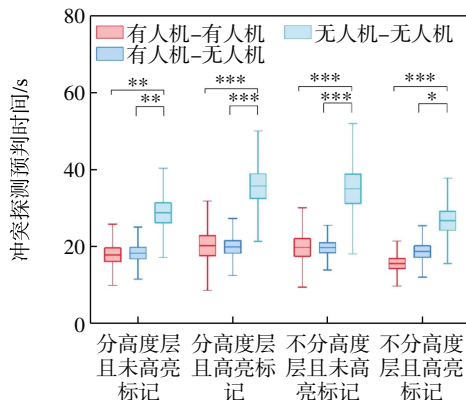 80
60
40
20
0
冲突探测预判时间/s
有人机–有人机
无人机–无人机
有人机–无人机
** *** *** ***
** *** *** *
分高度层
且未高亮
标记
分高度层
且高亮标
记
不分高度
层且未高
亮标记
不分高度
层且高亮
标记